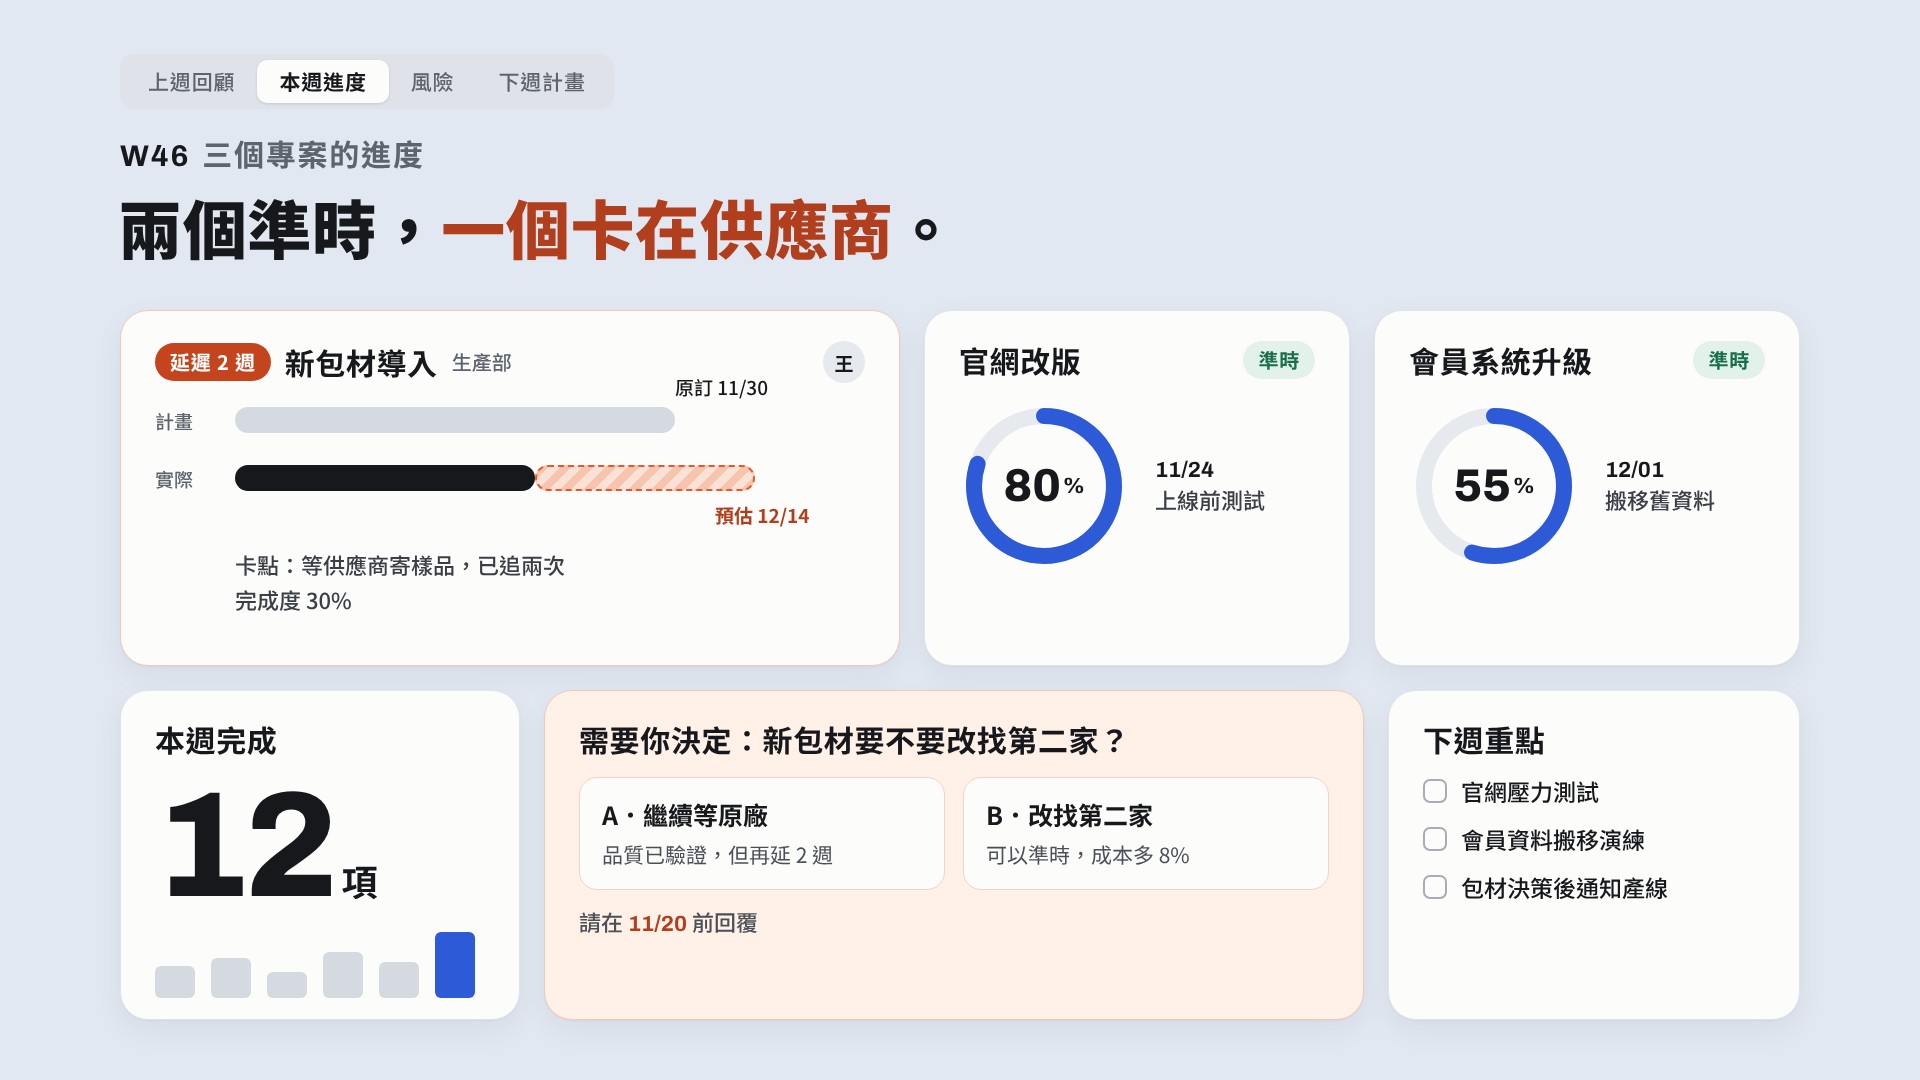 上週回顧
本週進度
風險
下週計畫
W46 三個專案的進度
兩個準時，一個卡在供應商。
延遲 2 週
新包材導入
生產部
王
原訂 11/30
計畫
實際
預估 12/14
卡點：等供應商寄樣品，已追兩次
完成度 30%
官網改版
準時
80%
11/24
上線前測試
會員系統升級
準時
55%
12/01
搬移舊資料
本週完成
12項
需要你決定：新包材要不要改找第二家？
A・繼續等原廠
品質已驗證，但再延 2 週
B・改找第二家
可以準時，成本多 8%
請在 11/20 前回覆
下週重點
官網壓力測試
會員資料搬移演練
包材決策後通知產線